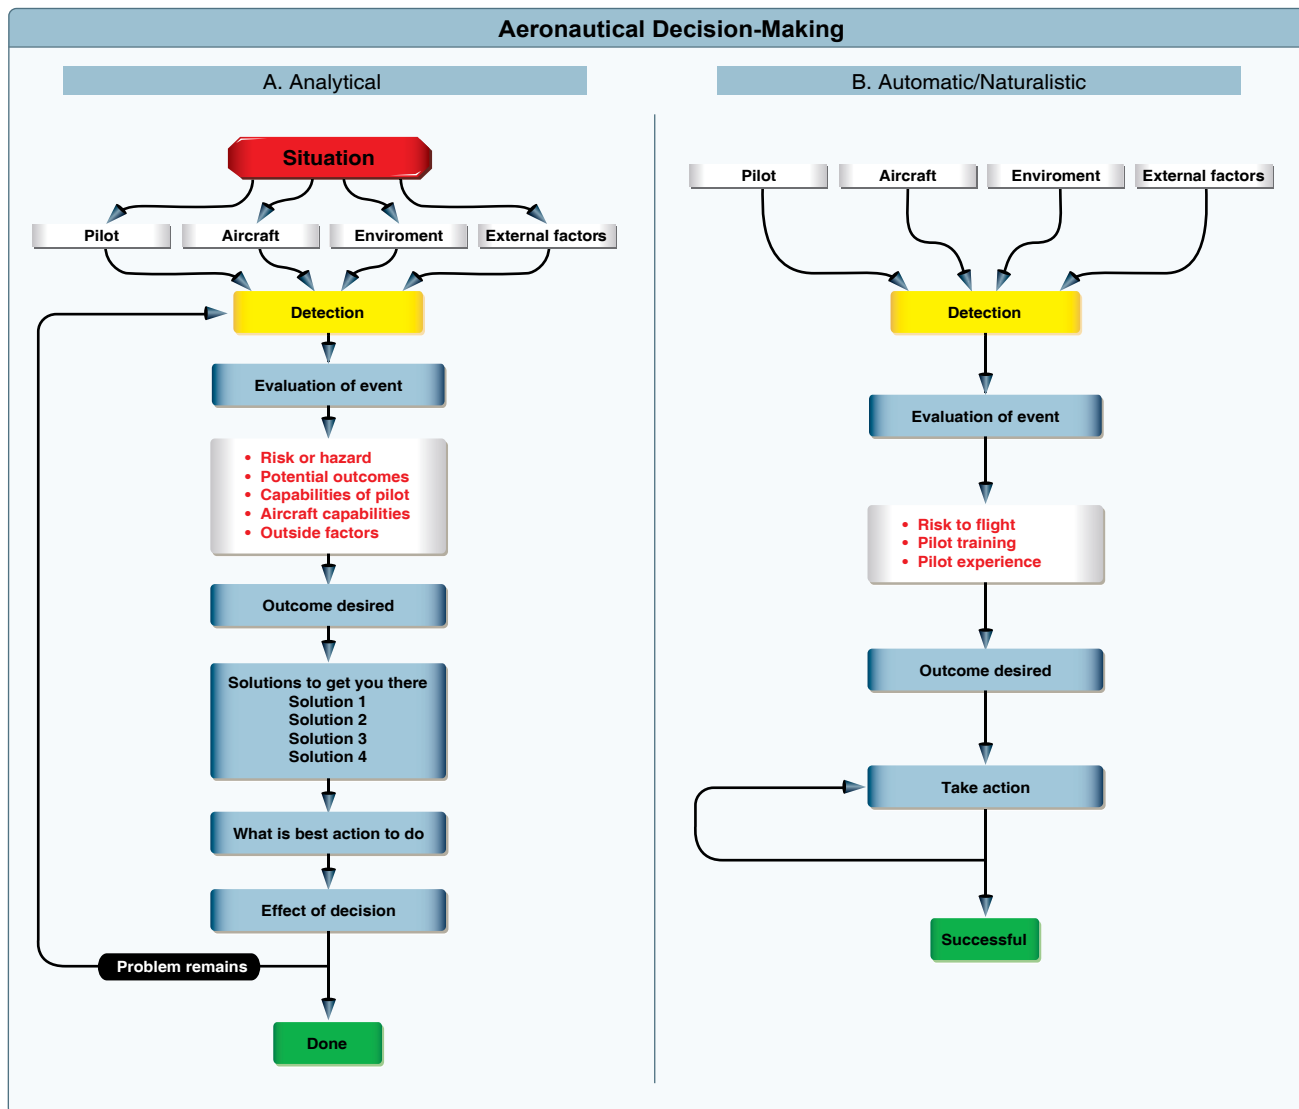 Aeronautical Decision-Making
A. Analytical
Situation
Pilot
Aircraft
Enviroment
External factors
Detection
Evaluation of event
• Risk or hazard
• Potential outcomes
• Capabilities of pilot
• Aircraft capabilities
• Outside factors
Outcome desired
Solutions to get you there
Solution 1
Solution 2
Solution 3
Solution 4
What is best action to do
Effect of decision
Problem remains
Done
B. Automatic/Naturalistic
Pilot
Aircraft
Enviroment
External factors
Detection
Evaluation of event
• Risk to flight
• Pilot training
• Pilot experience
Outcome desired
Take action
Successful